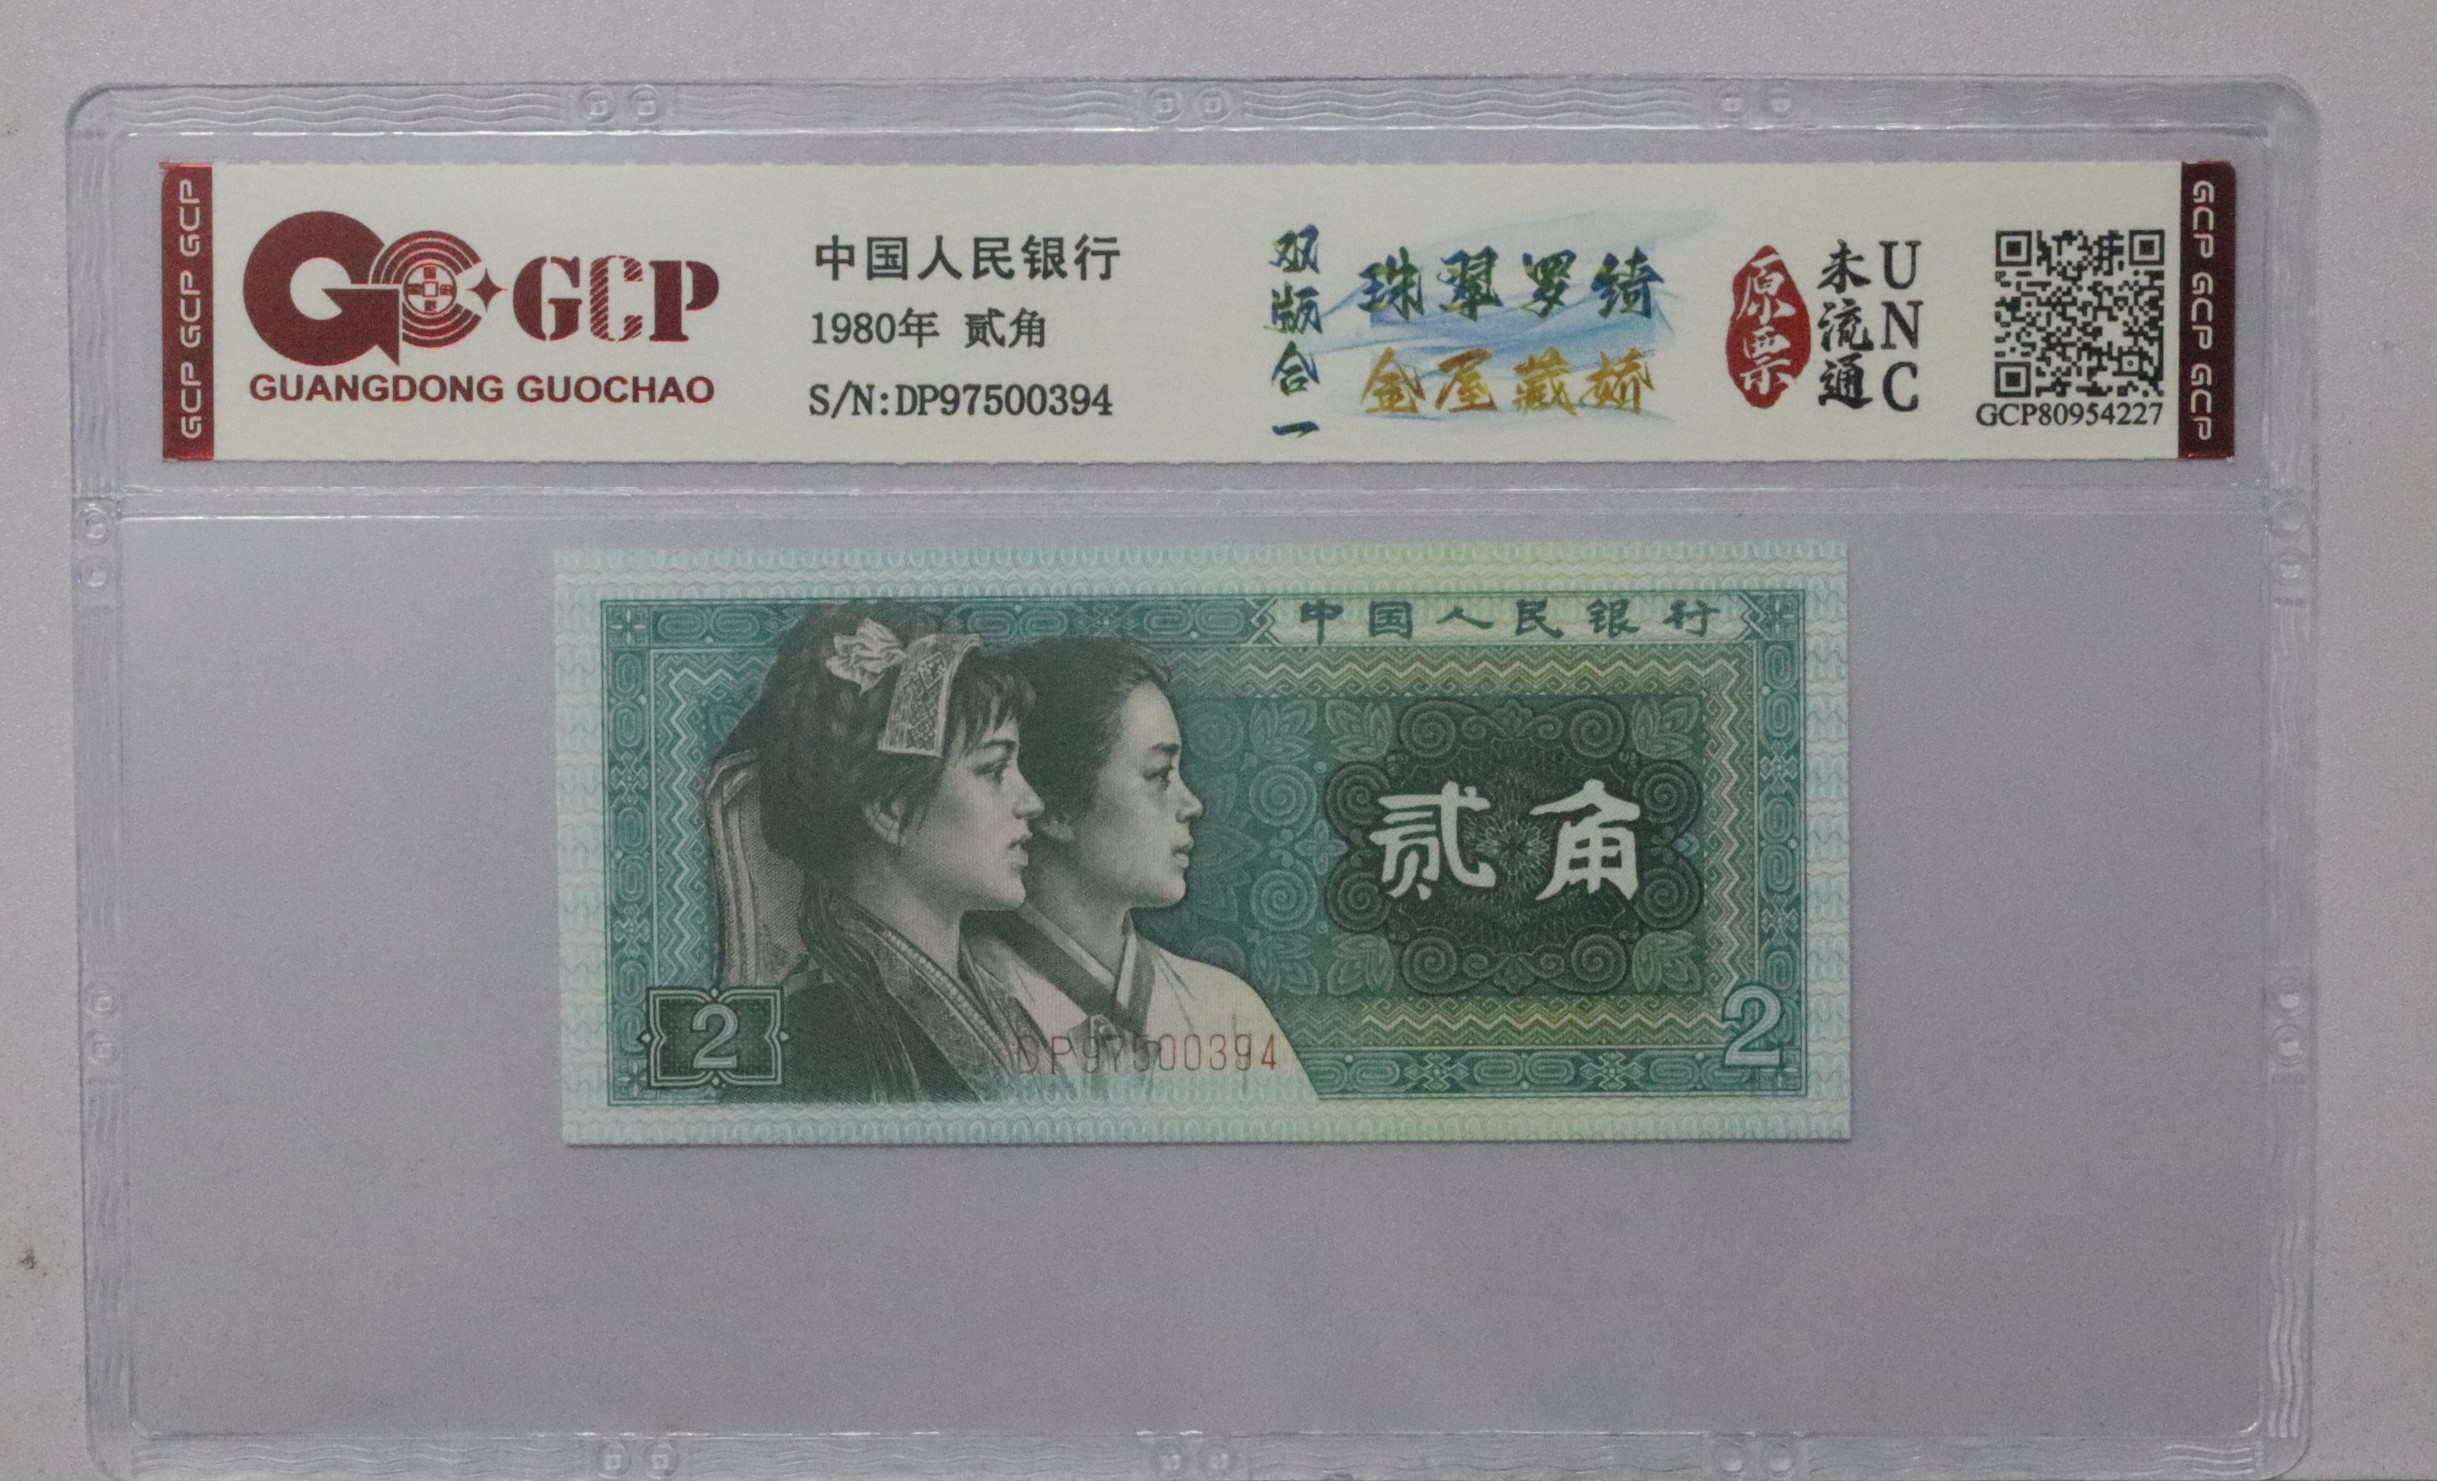 GCP GCP GCP
GCP
GUANGDONG GUOCHAO
中国人民银行
1980年 贰角
S/N:DP97500394
双版合一
珠翠罗绮
金屋藏娇
原票
未流通
UNC
GCP80954227
GCP GCP GCP
中国人民银行
贰角
2
DP97500394
2